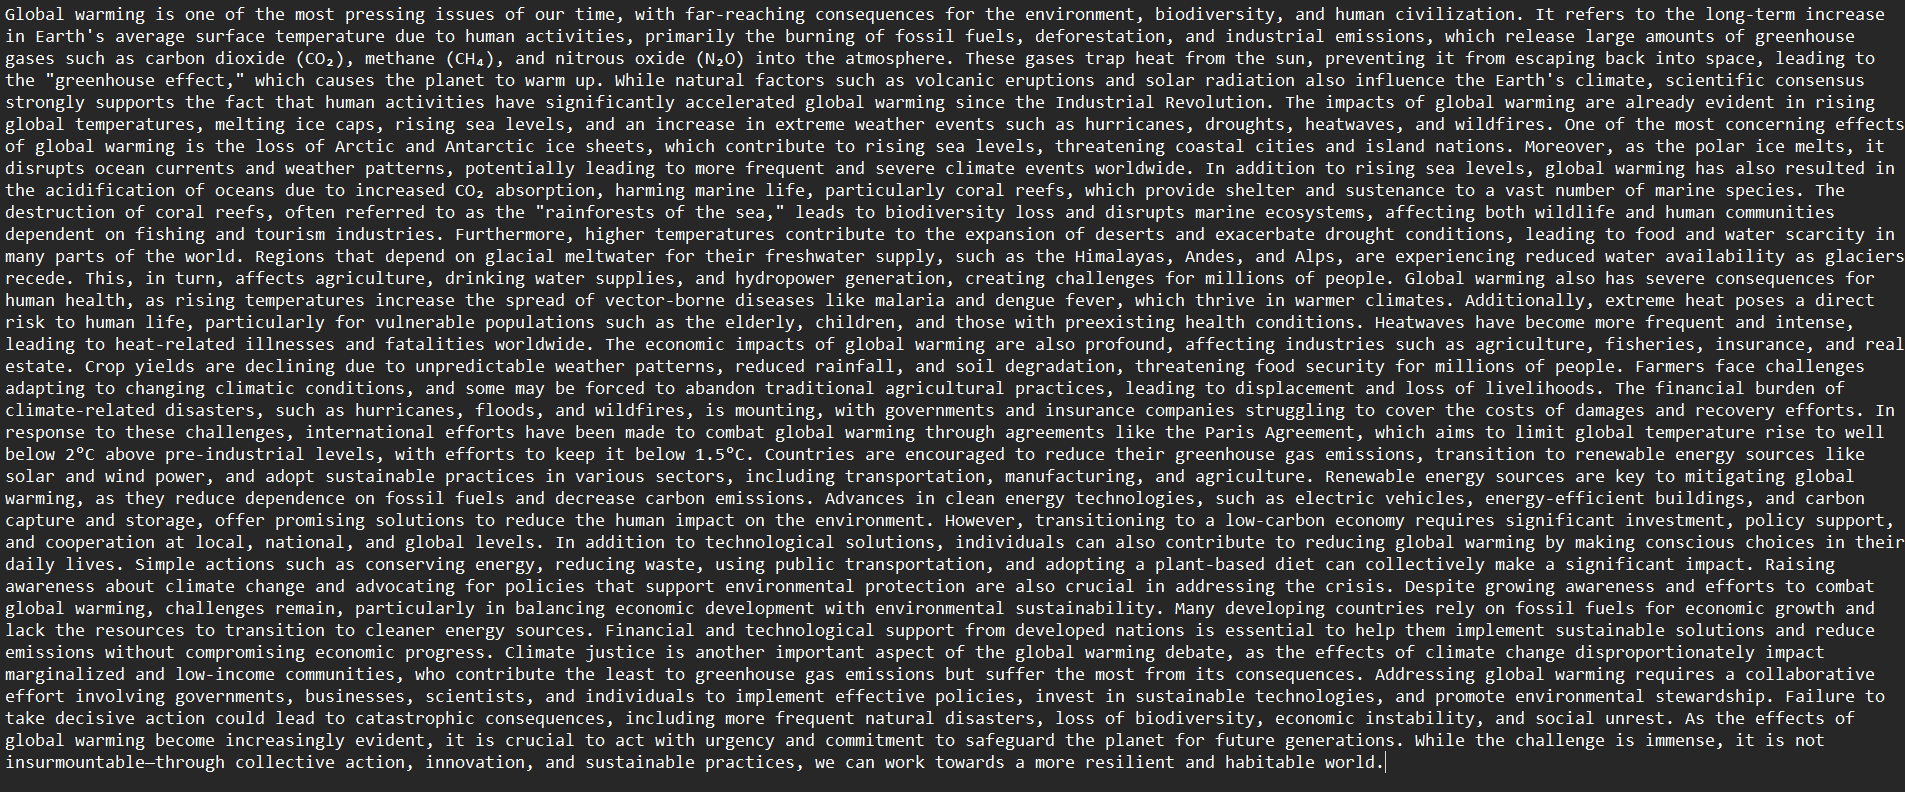 Global warming is one of the most pressing issues of our time, with far-reaching consequences for the environment, biodiversity, and human civilization. It refers to the long-term increase
in Earth's average surface temperature due to human activities, primarily the burning of fossil fuels, deforestation, and industrial emissions, which release large amounts of greenhouse
gases such as carbon dioxide (CO₂), methane (CH₄), and nitrous oxide (N₂O) into the atmosphere. These gases trap heat from the sun, preventing it from escaping back into space, leading to
the "greenhouse effect," which causes the planet to warm up. While natural factors such as volcanic eruptions and solar radiation also influence the Earth's climate, scientific consensus
strongly supports the fact that human activities have significantly accelerated global warming since the Industrial Revolution. The impacts of global warming are already evident in rising
global temperatures, melting ice caps, rising sea levels, and an increase in extreme weather events such as hurricanes, droughts, heatwaves, and wildfires. One of the most concerning effects
of global warming is the loss of Arctic and Antarctic ice sheets, which contribute to rising sea levels, threatening coastal cities and island nations. Moreover, as the polar ice melts, it
disrupts ocean currents and weather patterns, potentially leading to more frequent and severe climate events worldwide. In addition to rising sea levels, global warming has also resulted in
the acidification of oceans due to increased CO₂ absorption, harming marine life, particularly coral reefs, which provide shelter and sustenance to a vast number of marine species. The
destruction of coral reefs, often referred to as the "rainforests of the sea," leads to biodiversity loss and disrupts marine ecosystems, affecting both wildlife and human communities
dependent on fishing and tourism industries. Furthermore, higher temperatures contribute to the expansion of deserts and exacerbate drought conditions, leading to food and water scarcity in
many parts of the world. Regions that depend on glacial meltwater for their freshwater supply, such as the Himalayas, Andes, and Alps, are experiencing reduced water availability as glaciers
recede. This, in turn, affects agriculture, drinking water supplies, and hydropower generation, creating challenges for millions of people. Global warming also has severe consequences for
human health, as rising temperatures increase the spread of vector-borne diseases like malaria and dengue fever, which thrive in warmer climates. Additionally, extreme heat poses a direct
risk to human life, particularly for vulnerable populations such as the elderly, children, and those with preexisting health conditions. Heatwaves have become more frequent and intense,
leading to heat-related illnesses and fatalities worldwide. The economic impacts of global warming are also profound, affecting industries such as agriculture, fisheries, insurance, and real
estate. Crop yields are declining due to unpredictable weather patterns, reduced rainfall, and soil degradation, threatening food security for millions of people. Farmers face challenges
adapting to changing climatic conditions, and some may be forced to abandon traditional agricultural practices, leading to displacement and loss of livelihoods. The financial burden of
climate-related disasters, such as hurricanes, floods, and wildfires, is mounting, with governments and insurance companies struggling to cover the costs of damages and recovery efforts. In
response to these challenges, international efforts have been made to combat global warming through agreements like the Paris Agreement, which aims to limit global temperature rise to well
below 2°C above pre-industrial levels, with efforts to keep it below 1.5°C. Countries are encouraged to reduce their greenhouse gas emissions, transition to renewable energy sources like
solar and wind power, and adopt sustainable practices in various sectors, including transportation, manufacturing, and agriculture. Renewable energy sources are key to mitigating global
warming, as they reduce dependence on fossil fuels and decrease carbon emissions. Advances in clean energy technologies, such as electric vehicles, energy-efficient buildings, and carbon
capture and storage, offer promising solutions to reduce the human impact on the environment. However, transitioning to a low-carbon economy requires significant investment, policy support,
and cooperation at local, national, and global levels. In addition to technological solutions, individuals can also contribute to reducing global warming by making conscious choices in their
daily lives. Simple actions such as conserving energy, reducing waste, using public transportation, and adopting a plant-based diet can collectively make a significant impact. Raising
awareness about climate change and advocating for policies that support environmental protection are also crucial in addressing the crisis. Despite growing awareness and efforts to combat
global warming, challenges remain, particularly in balancing economic development with environmental sustainability. Many developing countries rely on fossil fuels for economic growth and
lack the resources to transition to cleaner energy sources. Financial and technological support from developed nations is essential to help them implement sustainable solutions and reduce
emissions without compromising economic progress. Climate justice is another important aspect of the global warming debate, as the effects of climate change disproportionately impact
marginalized and low-income communities, who contribute the least to greenhouse gas emissions but suffer the most from its consequences. Addressing global warming requires a collaborative
effort involving governments, businesses, scientists, and individuals to implement effective policies, invest in sustainable technologies, and promote environmental stewardship. Failure to
take decisive action could lead to catastrophic consequences, including more frequent natural disasters, loss of biodiversity, economic instability, and social unrest. As the effects of
global warming become increasingly evident, it is crucial to act with urgency and commitment to safeguard the planet for future generations. While the challenge is immense, it is not
insurmountable—through collective action, innovation, and sustainable practices, we can work towards a more resilient and habitable world.